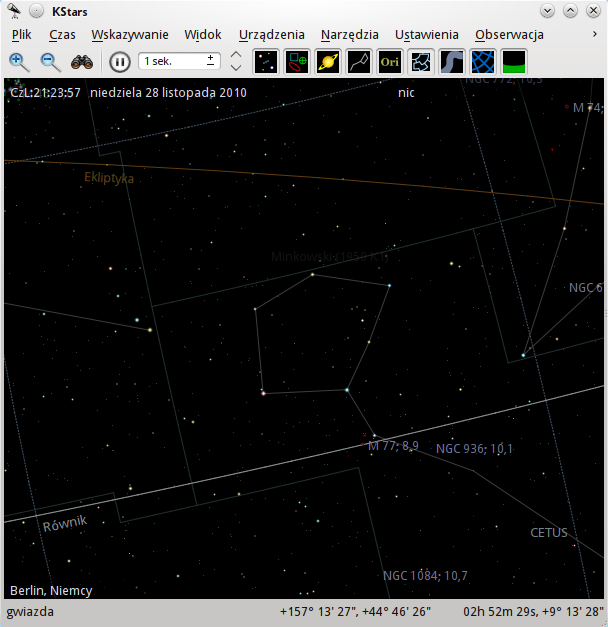 KStars
Plik Czas Wskazywanie Widok Urządzenia Narzędzia Ustawienia Obserwacja
1 sek. Ori
NGC 772; 10,3
CzL:21:23:57 niedziela 28 listopada 2010 nic
M 74;
Ekliptyka
Minkowski (1950 K1)
NGC 6
M 77; 8,9
NGC 936; 10,1
Równik
CETUS
NGC 1084; 10,7
Berlin, Niemcy
gwiazda +157° 13' 27", +44° 46' 26" 02h 52m 29s, +9° 13' 28"